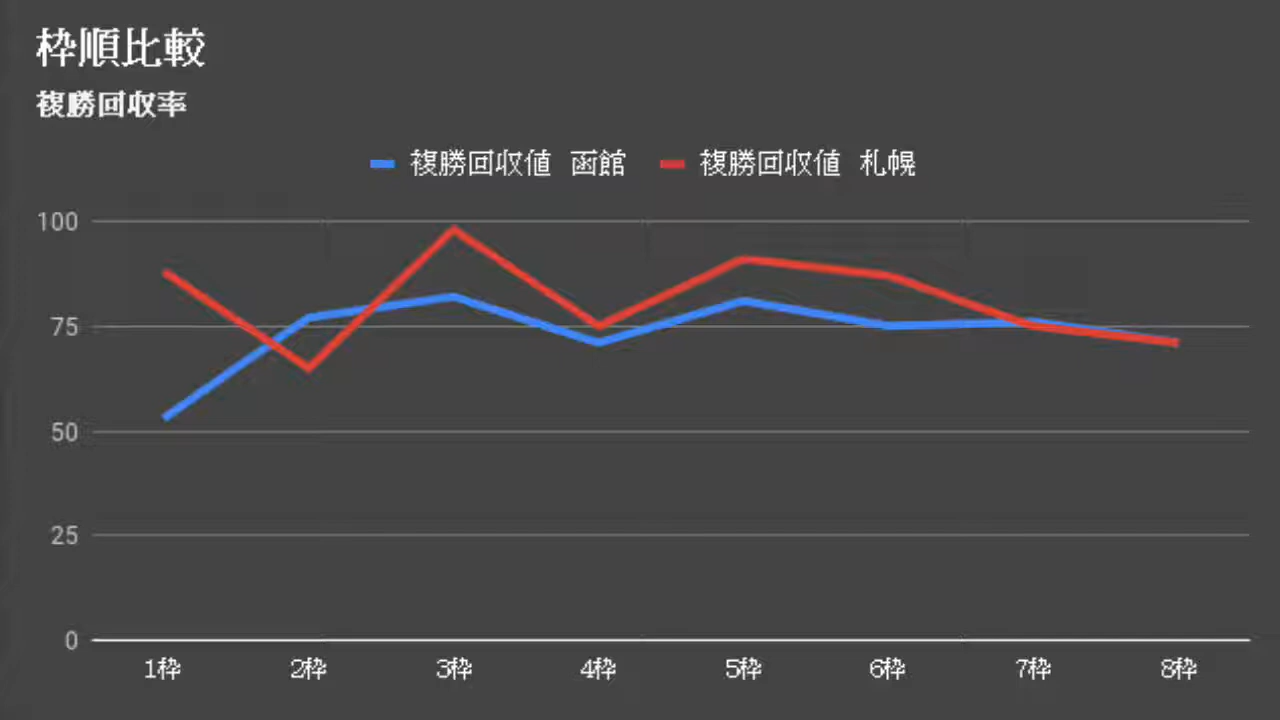 枠順比較
複勝回収率
複勝回収値 函館 複勝回収値 札幌
100
75
50
25
0
1枠 2枠 3枠 4枠 5枠 6枠 7枠 8枠